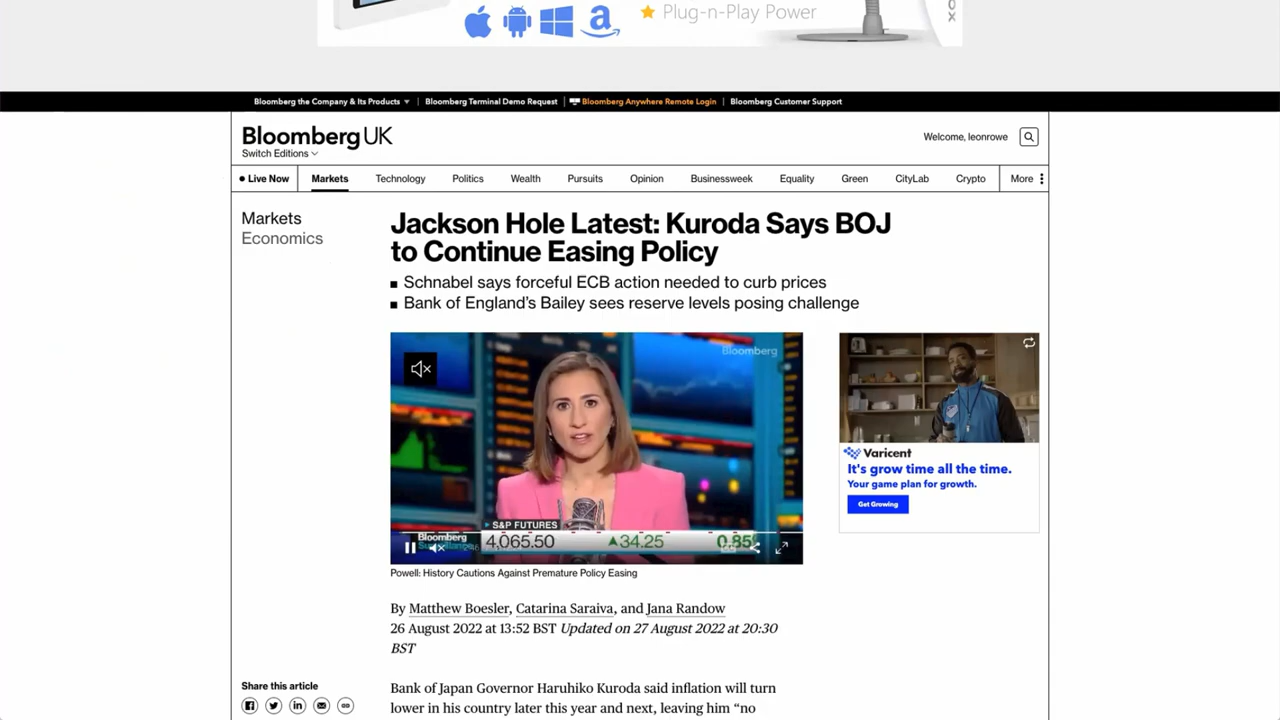 Plug-n-Play Power
Bloomberg the Company & Its Products
Bloomberg Terminal Demo Request
Bloomberg Anywhere Remote Login
Bloomberg Customer Support
Bloomberg UK
Switch Editions
Welcome, leonrowe
Live Now
Markets
Technology
Politics
Wealth
Pursuits
Opinion
Businessweek
Equality
Green
CityLab
Crypto
More
Markets
Economics
Jackson Hole Latest: Kuroda Says BOJ
to Continue Easing Policy
Schnabel says forceful ECB action needed to curb prices
Bank of England's Bailey sees reserve levels posing challenge
Bloomberg
S&P FUTURES
Bloomberg
4,065.50 ▲34.25 0.85
Powell: History Cautions Against Premature Policy Easing
Varicent
It's grow time all the time.
Your game plan for growth.
Get Growing
By Matthew Boesler, Catarina Saraiva, and Jana Randow
26 August 2022 at 13:52 BST Updated on 27 August 2022 at 20:30
BST
Share this article
Bank of Japan Governor Haruhiko Kuroda said inflation will turn
lower in his country later this year and next, leaving him “no